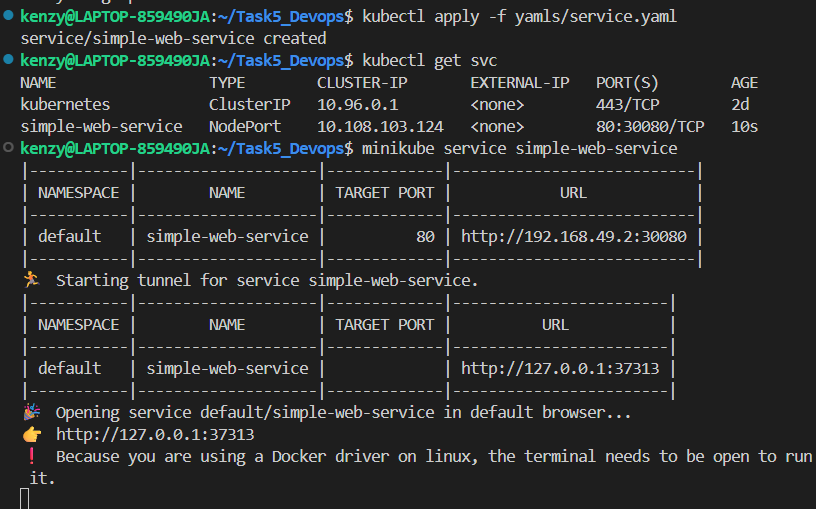 kenzy@LAPTOP-859490JA:~/Task5_Devops$ kubectl apply -f yamls/service.yaml
service/simple-web-service created
kenzy@LAPTOP-859490JA:~/Task5_Devops$ kubectl get svc
NAME                 TYPE        CLUSTER-IP       EXTERNAL-IP   PORT(S)        AGE
kubernetes           ClusterIP   10.96.0.1        <none>        443/TCP        2d
simple-web-service   NodePort    10.108.103.124   <none>        80:30080/TCP   10s
kenzy@LAPTOP-859490JA:~/Task5_Devops$ minikube service simple-web-service
|-----------|--------------------|-------------|---------------------------|
| NAMESPACE |        NAME        | TARGET PORT |            URL            |
|-----------|--------------------|-------------|---------------------------|
| default   | simple-web-service |          80 | http://192.168.49.2:30080 |
|-----------|--------------------|-------------|---------------------------|
🏃  Starting tunnel for service simple-web-service.
|-----------|--------------------|-------------|------------------------|
| NAMESPACE |        NAME        | TARGET PORT |          URL           |
|-----------|--------------------|-------------|------------------------|
| default   | simple-web-service |             | http://127.0.0.1:37313 |
|-----------|--------------------|-------------|------------------------|
🎉  Opening service default/simple-web-service in default browser...
👉  http://127.0.0.1:37313
❗  Because you are using a Docker driver on linux, the terminal needs to be open to run
 it.